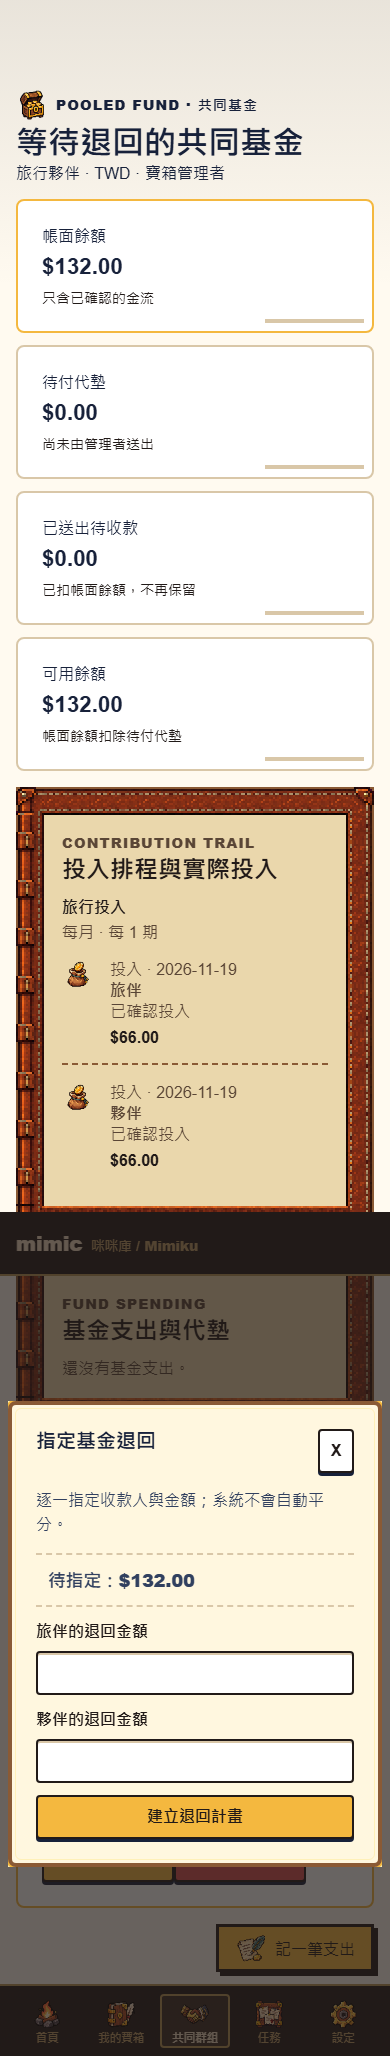 POOLED FUND · 共同基金
等待退回的共同基金
旅行夥伴 · TWD · 寶箱管理者
帳面餘額
$132.00
只含已確認的金流
待付代墊
$0.00
尚未由管理者送出
已送出待收款
$0.00
已扣帳面餘額，不再保留
可用餘額
$132.00
帳面餘額扣除待付代墊
CONTRIBUTION TRAIL
投入排程與實際投入
旅行投入
每月 · 每 1 期
投入 · 2026-11-19
旅伴
已確認投入
$66.00
投入 · 2026-11-19
夥伴
已確認投入
$66.00
mimic 咪咪庫 / Mimiku
FUND SPENDING
基金支出與代墊
還沒有基金支出。
指定基金退回
X
逐一指定收款人與金額；系統不會自動平
分。
待指定：$132.00
旅伴的退回金額
夥伴的退回金額
建立退回計畫
記一筆支出
首頁 我的寶箱 共同群組 任務 設定